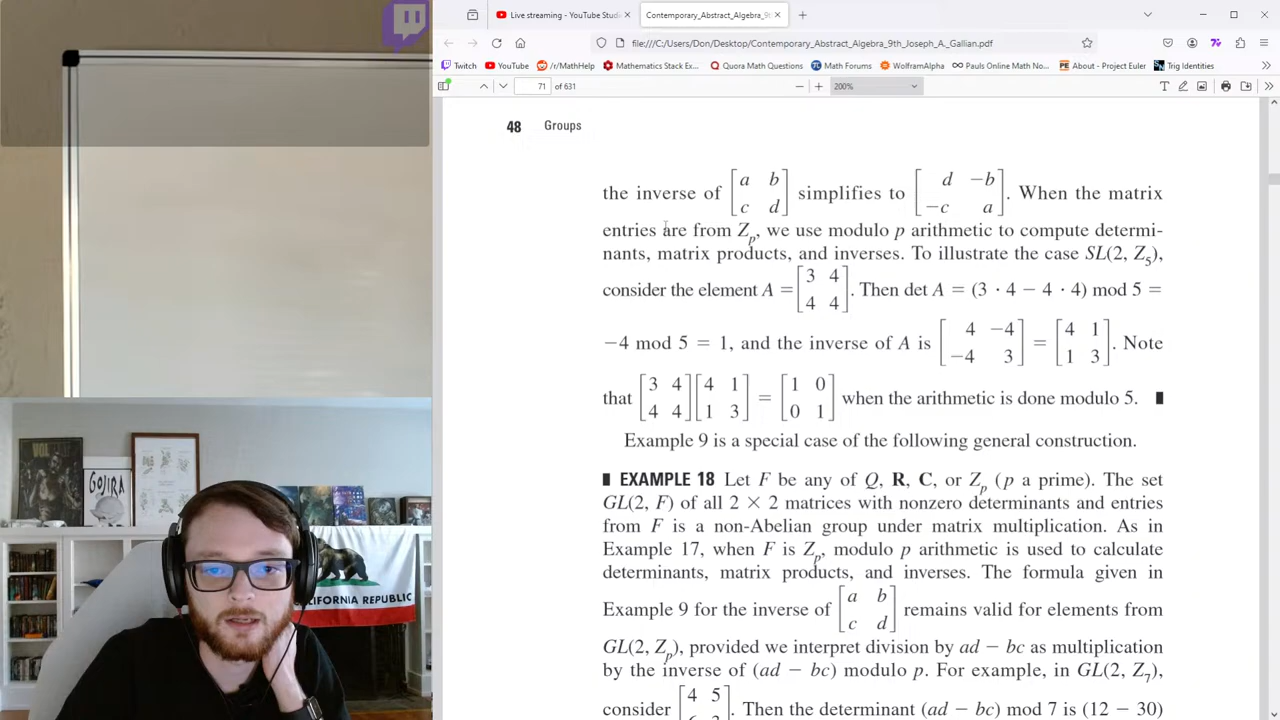 Live streaming - YouTube Studi
Contemporary_Abstract_Algebra_9
file:///C:/Users/Don/Desktop/Contemporary_Abstract_Algebra_9th_Joseph_A._Gallian.pdf
Twitch YouTube r/MathHelp Mathematics Stack Ex... Quora Math Questions Math Forums WolframAlpha Pauls Online Math No... About - Project Euler Trig Identities
71 of 631
200%
48 Groups
the inverse of [a b; c d] simplifies to [d −b; −c a]. When the matrix
entries are from Zp, we use modulo p arithmetic to compute determi-
nants, matrix products, and inverses. To illustrate the case SL(2, Z5),
consider the element A = [3 4; 4 4]. Then det A = (3 · 4 − 4 · 4) mod 5 =
−4 mod 5 = 1, and the inverse of A is [4 −4; −4 3] = [4 1; 1 3]. Note
that [3 4; 4 4][4 1; 1 3] = [1 0; 0 1] when the arithmetic is done modulo 5.
Example 9 is a special case of the following general construction.
EXAMPLE 18 Let F be any of Q, R, C, or Zp (p a prime). The set
GL(2, F) of all 2 × 2 matrices with nonzero determinants and entries
from F is a non-Abelian group under matrix multiplication. As in
Example 17, when F is Zp, modulo p arithmetic is used to calculate
determinants, matrix products, and inverses. The formula given in
Example 9 for the inverse of [a b; c d] remains valid for elements from
GL(2, Zp), provided we interpret division by ad − bc as multiplication
by the inverse of (ad − bc) modulo p. For example, in GL(2, Z7),
consider [4 5;
Then the determinant (ad − bc) mod 7 is (12 − 30)
GOJIRA
CALIFORNIA REPUBLIC